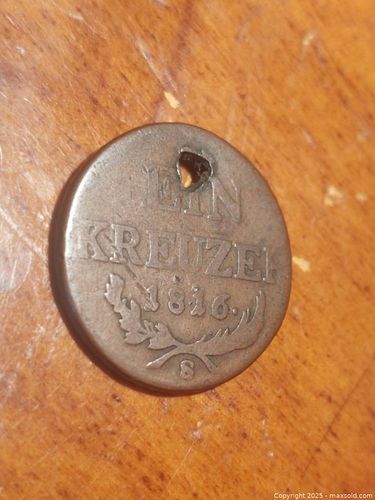 EIN
KREUZER
1816.
S
Copyright 2025 - maxsold.com